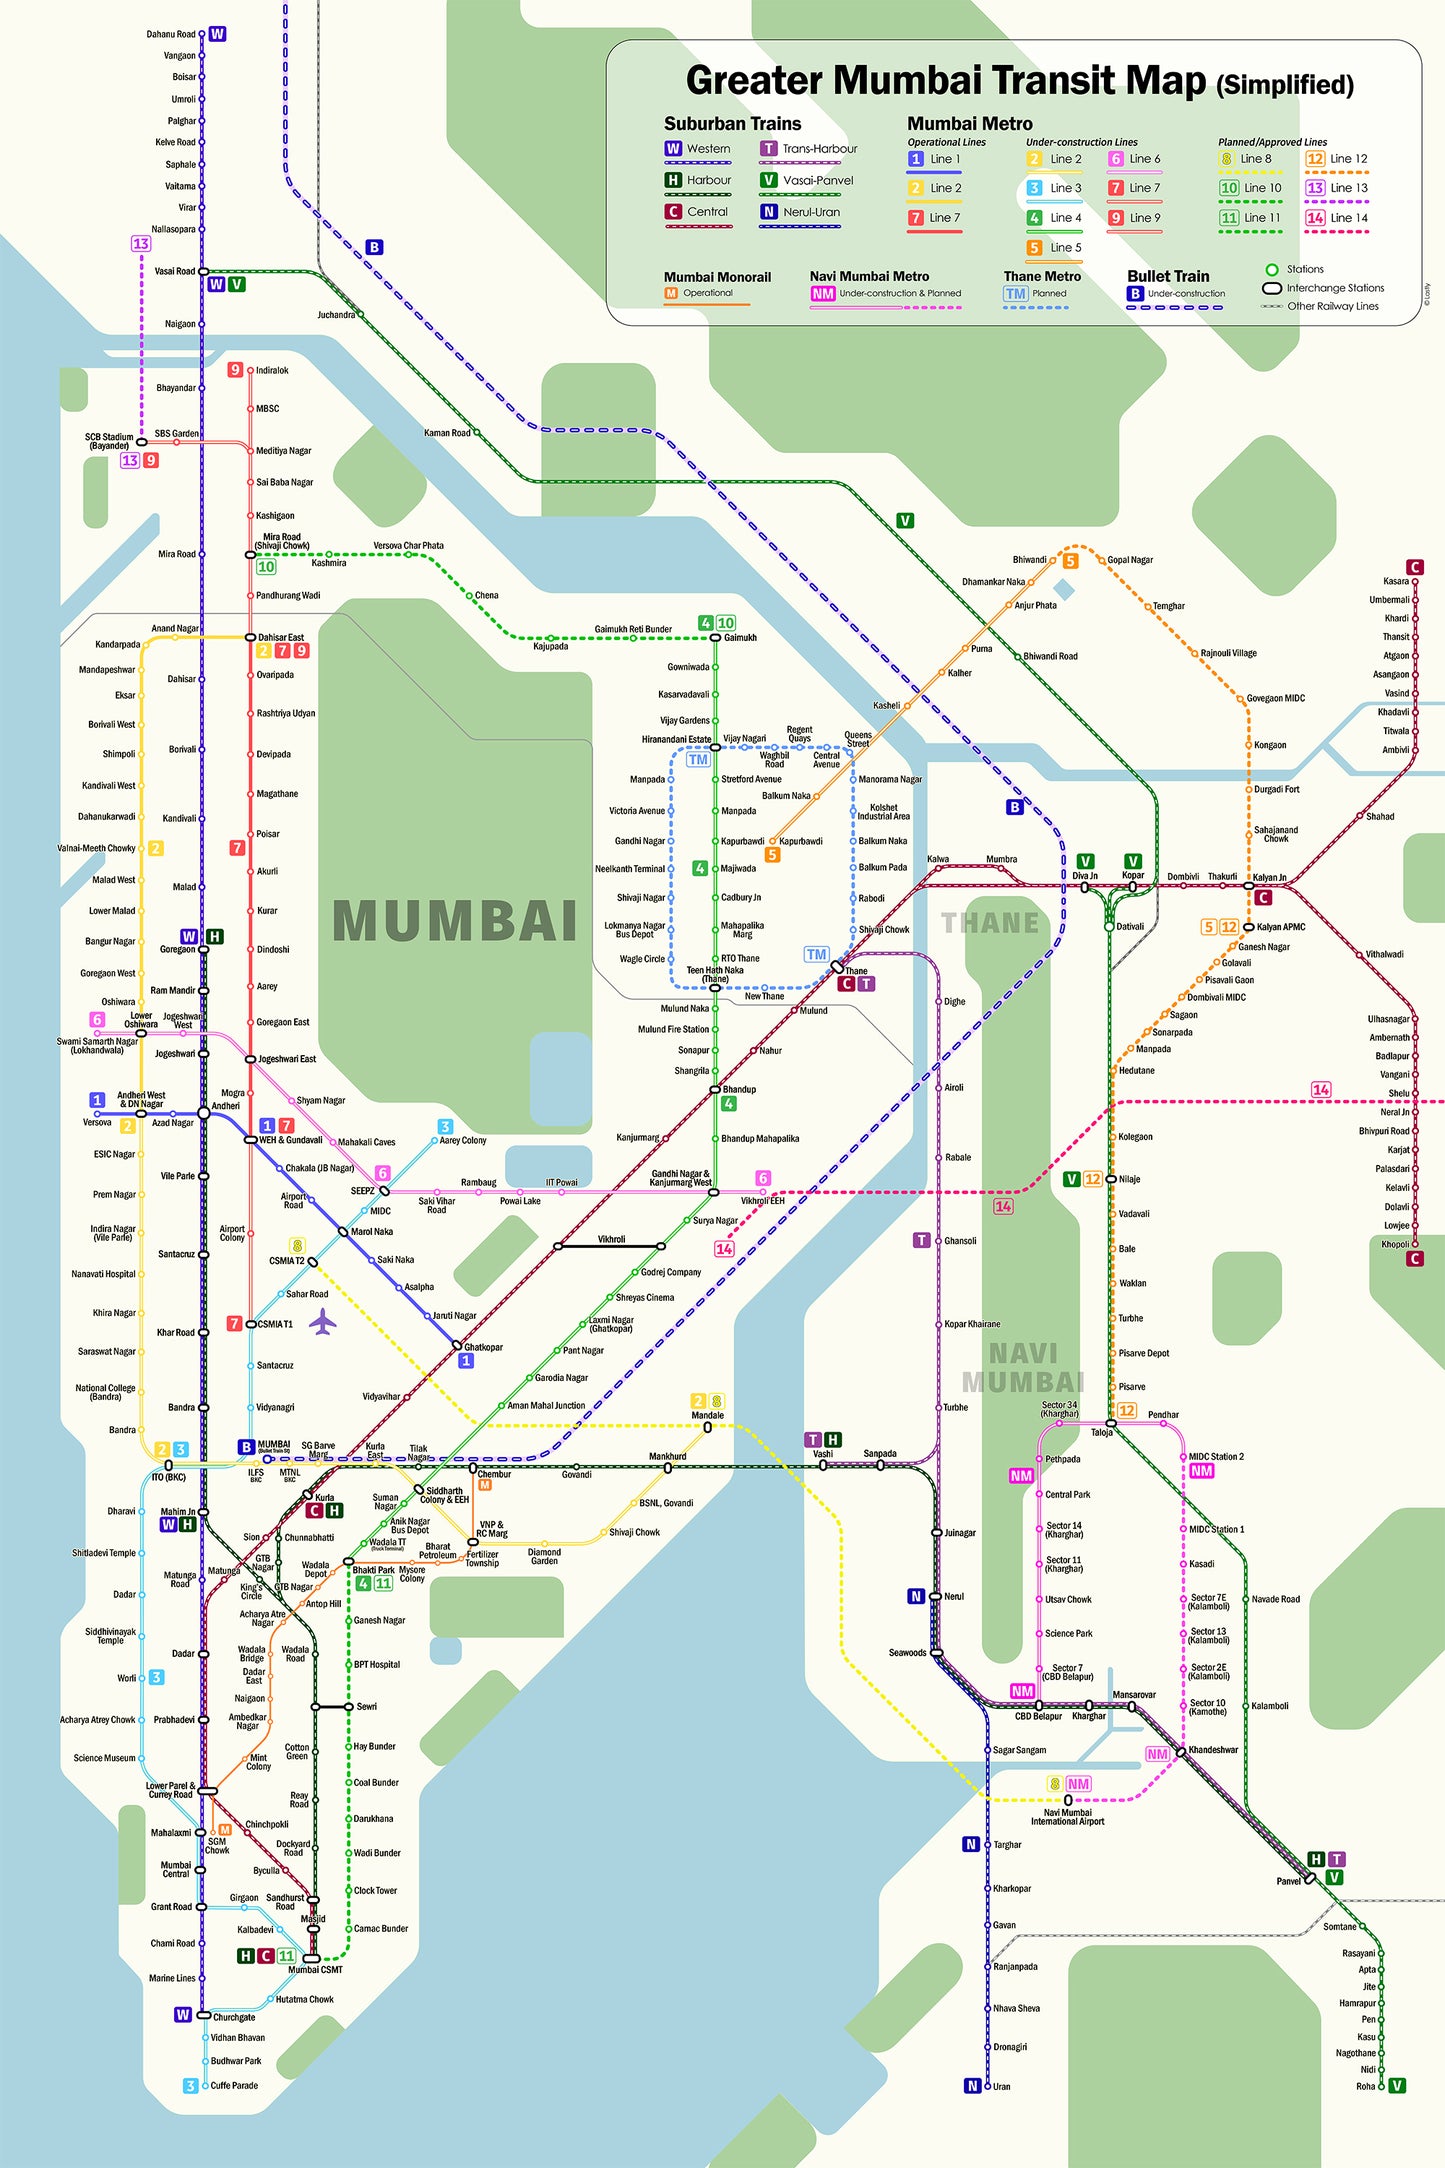 Greater Mumbai Transit Map (Simplified)
Suburban Trains
W Western
H Harbour
C Central
T Trans-Harbour
V Vasai-Panvel
N Nerul-Uran
Mumbai Metro
Operational Lines
1 Line 1
2 Line 2
7 Line 7
Under-construction Lines
2 Line 2
3 Line 3
4 Line 4
5 Line 5
6 Line 6
7 Line 7
9 Line 9
Planned/Approved Lines
8 Line 8
10 Line 10
11 Line 11
12 Line 12
13 Line 13
14 Line 14
Mumbai Monorail
M Operational
Navi Mumbai Metro
NM Under-construction & Planned
Thane Metro
TM Planned
Bullet Train
B Under-construction
Stations
Interchange Stations
Other Railway Lines
© Lastly
Dahanu Road
W
Vangaon
Boisar
Umroli
Palghar
Kelve Road
Saphale
Vaitarna
Virar
Nallasopara
13
Vasai Road
W V
Naigaon
Bhayandar
Mira Road
Dahisar
Borivali
Kandivali
Malad
W H
Goregaon
Ram Mandir
Jogeshwari
Andheri
Vile Parle
Santacruz
Khar Road
Bandra
Mahim Jn
W H
Matunga
Road
Dadar
Prabhadevi
Lower Parel &
Currey Road
Mahalaxmi
Mumbai
Central
Grant Road
Charni Road
Marine Lines
W
Churchgate
Vidhan Bhavan
Budhwar Park
3
Cuffe Parade
B
Juchandra
Kaman Road
V
Bhiwandi Road
9
Indiralok
MBSC
SCB Stadium
(Bayander)
13 9
SBS Garden
Meditiya Nagar
Sai Baba Nagar
Kashigaon
Mira Road
(Shivaji Chowk)
10
Pandhurang Wadi
Dahisar East
2 7 9
Ovaripada
Rashtriya Udyan
Devipada
Magathane
Poisar
7
Akurli
Kurar
Dindoshi
Aarey
Goregaon East
Jogeshwari East
Mogra
1 7
WEH & Gundavali
Airport
Colony
7
CSMIA T1
Santacruz
Vidyanagri
Kashmira
Versova Char Phata
Chena
Kajupada
Gaimukh Reti Bunder
4 10
Gaimukh
Anand Nagar
Kandarpada
Mandapeshwar
Eksar
Borivali West
Shimpoli
Kandivali West
Dahanukarwadi
Valnai-Meeth Chowky
2
Malad West
Lower Malad
Bangur Nagar
Goregaon West
Oshiwara
6
Lower
Oshiwara
Jogeshwari
West
Swami Samarth Nagar
(Lokhandwala)
1
Versova
Andheri West
& DN Nagar
2
Azad Nagar
ESIC Nagar
Prem Nagar
Indira Nagar
(Vile Parle)
Nanavati Hospital
Khira Nagar
Saraswat Nagar
National College
(Bandra)
Bandra
2 3
ITO (BKC)
Dharavi
Shitladevi Temple
Dadar
Siddhivinayak
Temple
Worli
3
Acharya Atrey Chowk
Science Museum
Girgaon
Kalbadevi
Hutatma Chowk
MUMBAI
Gowniwada
Kasarvadavali
Vijay Gardens
Hiranandani Estate
TM
Vijay Nagari
Waghbil
Road
Regent
Quays
Central
Avenue
Queens
Street
Manpada
Victoria Avenue
Gandhi Nagar
Neelkanth Terminal
Shivaji Nagar
Lokmanya Nagar
Bus Depot
Wagle Circle
Stretford Avenue
Manpada
Kapurbawdi
Majiwada
4
Cadbury Jn
Mahapalika
Marg
RTO Thane
Teen Hath Naka
(Thane)
New Thane
Manorama Nagar
Kolshet
Industrial Area
Balkum Naka
Balkum Pada
Rabodi
Shivaji Chowk
TM
Thane
C T
Mulund Naka
Mulund Fire Station
Sonapur
Shangrila
Bhandup
4
Bhandup Mahapalika
Gandhi Nagar &
Kanjurmarg West
Surya Nagar
Vikhroli
Godrej Company
Shreyas Cinema
Laxmi Nagar
(Ghatkopar)
Pant Nagar
Garodia Nagar
Aman Mahal Junction
Mulund
Nahur
Kanjurmarg
Ghatkopar
1
Vidyavihar
Bhiwandi
5
Dhamankar Naka
Anjur Phata
Purna
Kalher
Kasheli
Balkum Naka
Kapurbawdi
5
Gopal Nagar
Temghar
Rajnouli Village
Govegaon MIDC
Kongaon
Durgadi Fort
Sahajanand
Chowk
Kalyan Jn
C
5 12
Kalyan APMC
Ganesh Nagar
Golavali
Pisavali Gaon
Dombivali MIDC
Sagaon
Sonarpada
Manpada
Hedutane
Kolegaon
V 12
Nilaje
Vadavali
Bale
Waklan
Turbhe
Pisarve Depot
Pisarve
12
Taloja
C
Kasara
Umbermali
Khardi
Thansit
Atgaon
Asangaon
Vasind
Khadavli
Titwala
Ambivli
Shahad
Vithalwadi
Ulhasnagar
Ambernath
Badlapur
Vangani
Shelu
Neral Jn
Bhivpuri Road
Karjat
Palasdari
Kelavli
Dolavli
Lowjee
Khopoli
C
B
Kalwa
Mumbra
V
Diva Jn
V
Kopar
Dombivli
Thakurli
Dativali
THANE
Dighe
Airoli
Rabale
T
Ghansoli
Kopar Khairane
Turbhe
14
14
14
Shyam Nagar
Mahakali Caves
6
SEEPZ
3
Aarey Colony
Saki Vihar
Road
Rambaug
Powai Lake
IIT Powai
6
Vikhroli EEH
Chakala (JB Nagar)
Airport
Road
MIDC
Marol Naka
Saki Naka
Asalpha
Jaruti Nagar
8
CSMIA T2
Sahar Road
NAVI
MUMBAI
B
MUMBAI
(Bullet Train St)
ILFS
BKC
MTNL
BKC
SG Barve
Marg
Kurla
East
Tilak
Nagar
Kurla
C H
Chembur
M
Govandi
Mankhurd
2 8
Mandale
T H
Vashi
Sanpada
Siddharth
Colony & EEH
Suman
Nagar
Anik Nagar
Bus Depot
Wadala TT
(Truck Terminal)
Bhakti Park
4 11
VNP &
RC Marg
Fertilizer
Township
Bharat
Petroleum
Mysore
Colony
Diamond
Garden
Shivaji Chowk
BSNL, Govandi
Sion
Chunnabhatti
GTB
Nagar
Matunga
King's
Circle
Wadala
Depot
GTB Nagar
Antop Hill
Acharya Atre
Nagar
Wadala
Bridge
Dadar
East
Naigaon
Ambedkar
Nagar
Mint
Colony
M
SGM
Chowk
Wadala
Road
Sewri
Cotton
Green
Reay
Road
Dockyard
Road
Chinchpokli
Byculla
Sandhurst
Road
Masjid
H C 11
Mumbai CSMT
Ganesh Nagar
BPT Hospital
Hay Bunder
Coal Bunder
Darukhana
Wadi Bunder
Clock Tower
Camac Bunder
Juinagar
N
Nerul
Seawoods
NM
CBD Belapur
Kharghar
Mansarovar
NM
Khandeshwar
H T
V
Panvel
Sector 34
(Kharghar)
Pendhar
Pethpada
NM
Central Park
Sector 14
(Kharghar)
Sector 11
(Kharghar)
Utsav Chowk
Science Park
Sector 7
(CBD Belapur)
MIDC Station 2
NM
MIDC Station 1
Kasadi
Sector 7E
(Kalamboli)
Sector 13
(Kalamboli)
Sector 2E
(Kalamboli)
Sector 10
(Kamothe)
Navade Road
Kalamboli
8 NM
Navi Mumbai
International Airport
Sagar Sangam
N
Targhar
Kharkopar
Gavan
Ranjanpada
Nhava Sheva
Dronagiri
N
Uran
Somtane
Rasayani
Apta
Jite
Hamrapur
Pen
Kasu
Nagothane
Nidi
Roha
V